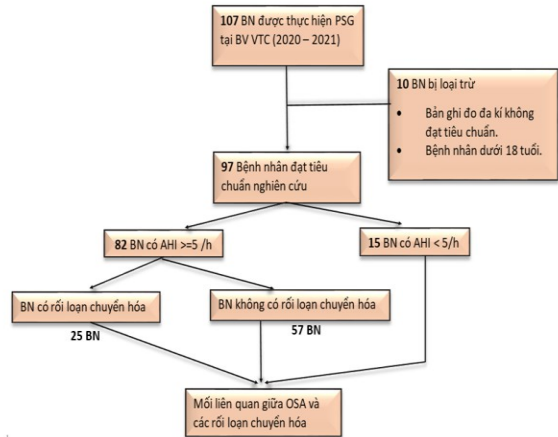 107 BN được thực hiện PSG
tại BV VTC (2020 – 2021)
10 BN bị loại trừ
• Bản ghi đo đa kí không
đạt tiêu chuẩn.
• Bệnh nhân dưới 18 tuổi.
97 Bệnh nhân đạt tiêu
chuẩn nghiên cứu
82 BN có AHI >=5 /h
15 BN có AHI < 5/h
BN có rối loạn chuyển hóa
BN không có rối loạn chuyển hóa
25 BN
57 BN
Mối liên quan giữa OSA và
các rối loạn chuyển hóa